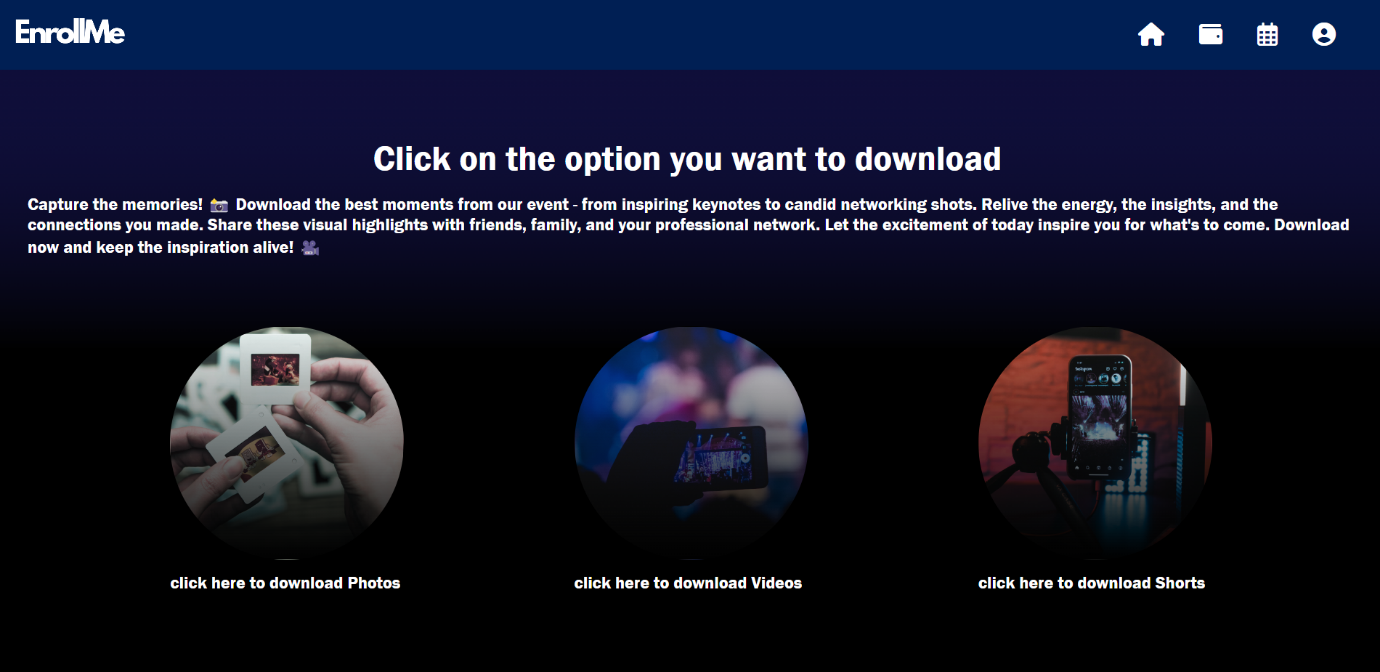 EnrollMe
Click on the option you want to download
Capture the memories! 📸 Download the best moments from our event - from inspiring keynotes to candid networking shots. Relive the energy, the insights, and the
connections you made. Share these visual highlights with friends, family, and your professional network. Let the excitement of today inspire you for what's to come. Download
now and keep the inspiration alive! 🎥
Instagram
click here to download Photos
click here to download Videos
click here to download Shorts